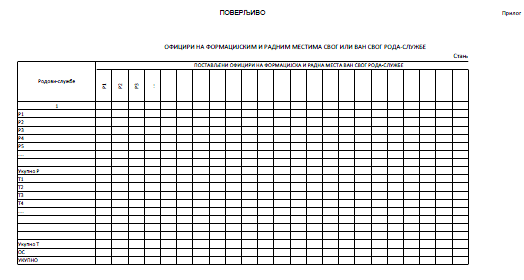 ПОВЕРЉИВО
Прилог
ОФИЦИРИ НА ФОРМАЦИЈСКИМ И РАДНИМ МЕСТИМА СВОГ ИЛИ ВАН СВОГ РОДА-СЛУЖБЕ
Стањ
Родови-службе
ПОСТАВЉЕНИ ОФИЦИРИ НА ФОРМАЦИЈСКА И РАДНА МЕСТА ВАН СВОГ РОДА-СЛУЖБЕ
Р1 Р2 Р3 ...
1
Р1
Р2
Р3
Р4
Р5
....
Укупно Р
Т1
Т2
Т3
Т4
....
Укупно Т
ОС
УКУПНО